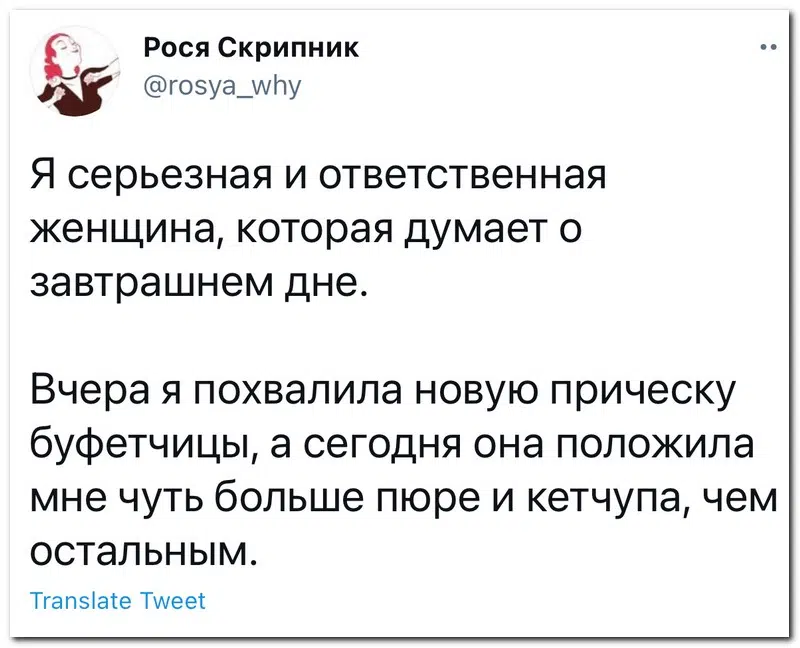 Рося Скрипник
@rosya_why
Я серьезная и ответственная
женщина, которая думает о
завтрашнем дне.
Вчера я похвалила новую прическу
буфетчицы, а сегодня она положила
мне чуть больше пюре и кетчупа, чем
остальным.
Translate Tweet